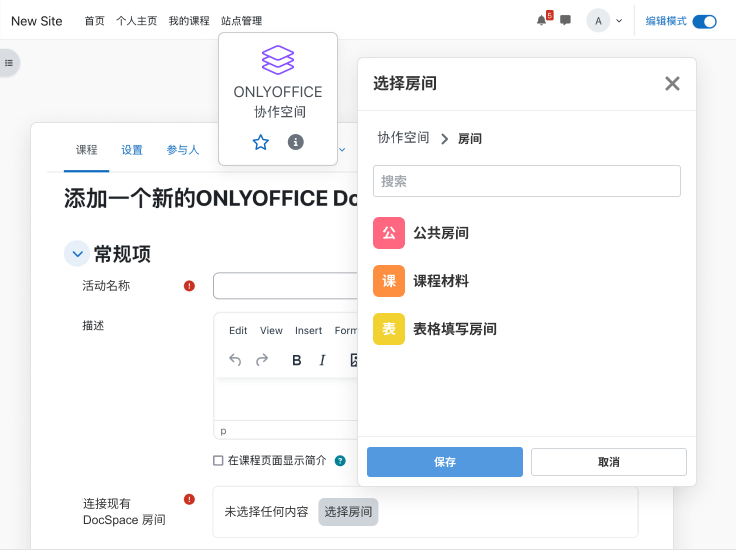 New Site 首页 个人主页 我的课程 站点管理 5 A 编辑模式
ONLYOFFICE
协作空间
选择房间
协作空间 房间
搜索
公 公共房间
课 课程材料
表 表格填写房间
保存 取消
课程 设置 参与人
添加一个新的ONLYOFFICE Do
常规项
活动名称
描述
Edit View Insert Form
B I
p
在课程页面显示简介
连接现有
DocSpace 房间
未选择任何内容 选择房间